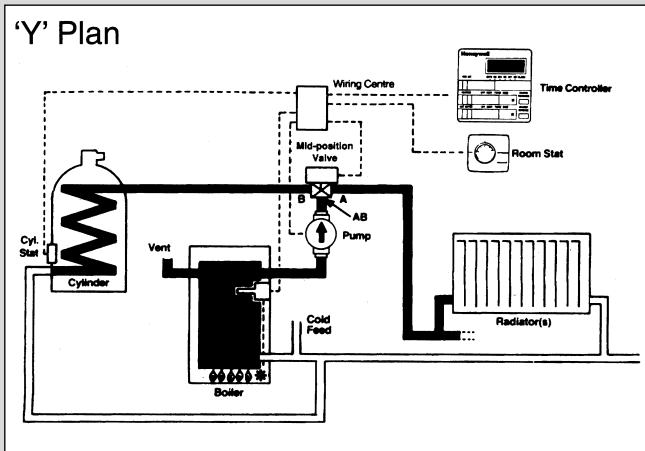 ‘Y’ Plan
Wiring Centre
Honeywell
Time Controller
Mid-position
Valve
Room Stat
B
A
AB
Pump
Cyl.
Stat
Vent
Cylinder
Cold
Feed
Radiator(s)
Boiler